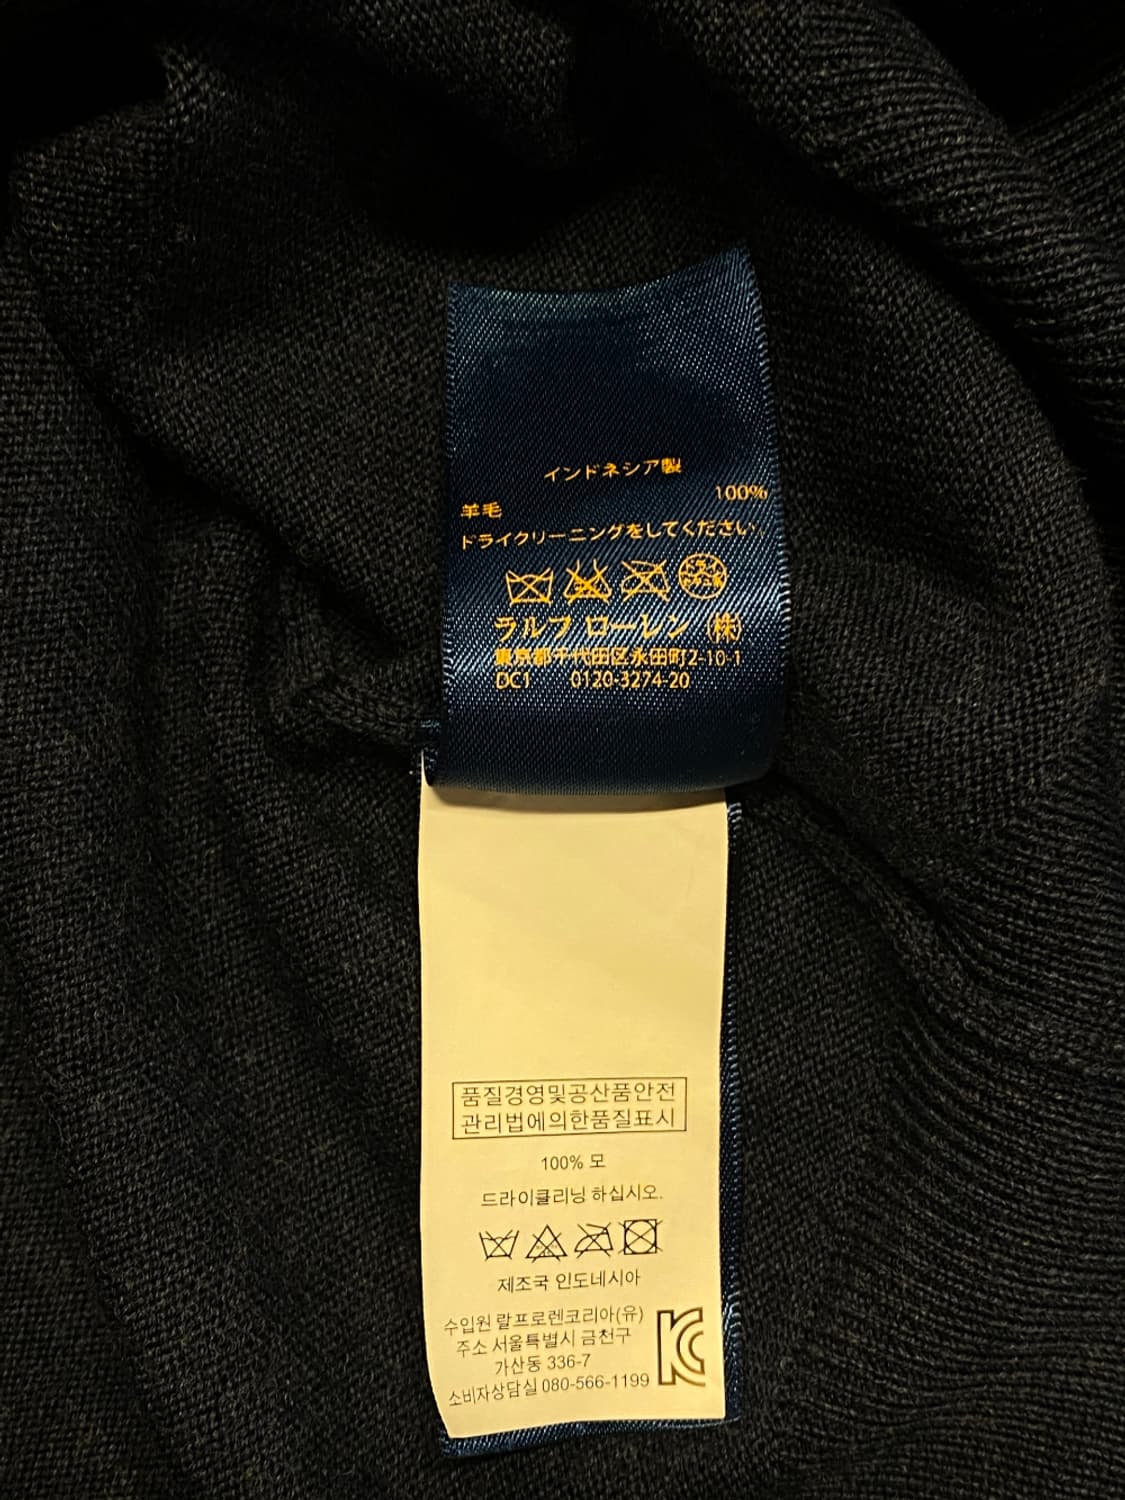 インドネシア製
100%
羊毛
ドライクリーニングをしてください。
ドライ
ラルフ ローレン (株)
東京都千代田区永田町2-10-1
DC1 0120-3274-20
품질경영및공산품안전
관리법에의한품질표시
100% 모
드라이클리닝 하십시오.
제조국 인도네시아
수입원 랄프로렌코리아(유)
주소 서울특별시 금천구
가산동 336-7
소비자상담실 080-566-1199
KC